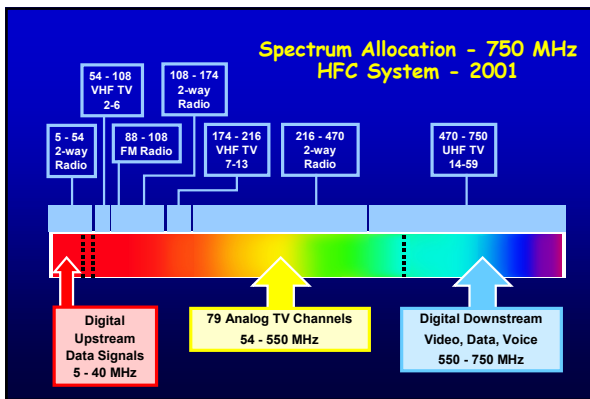 Spectrum Allocation - 750 MHz
HFC System - 2001
54 - 108
VHF TV
2-6
108 - 174
2-way
Radio
5 - 54
2-way
Radio
88 - 108
FM Radio
174 - 216
VHF TV
7-13
216 - 470
2-way
Radio
470 - 750
UHF TV
14-59
Digital
Upstream
Data Signals
5 - 40 MHz
79 Analog TV Channels
54 - 550 MHz
Digital Downstream
Video, Data, Voice
550 - 750 MHz